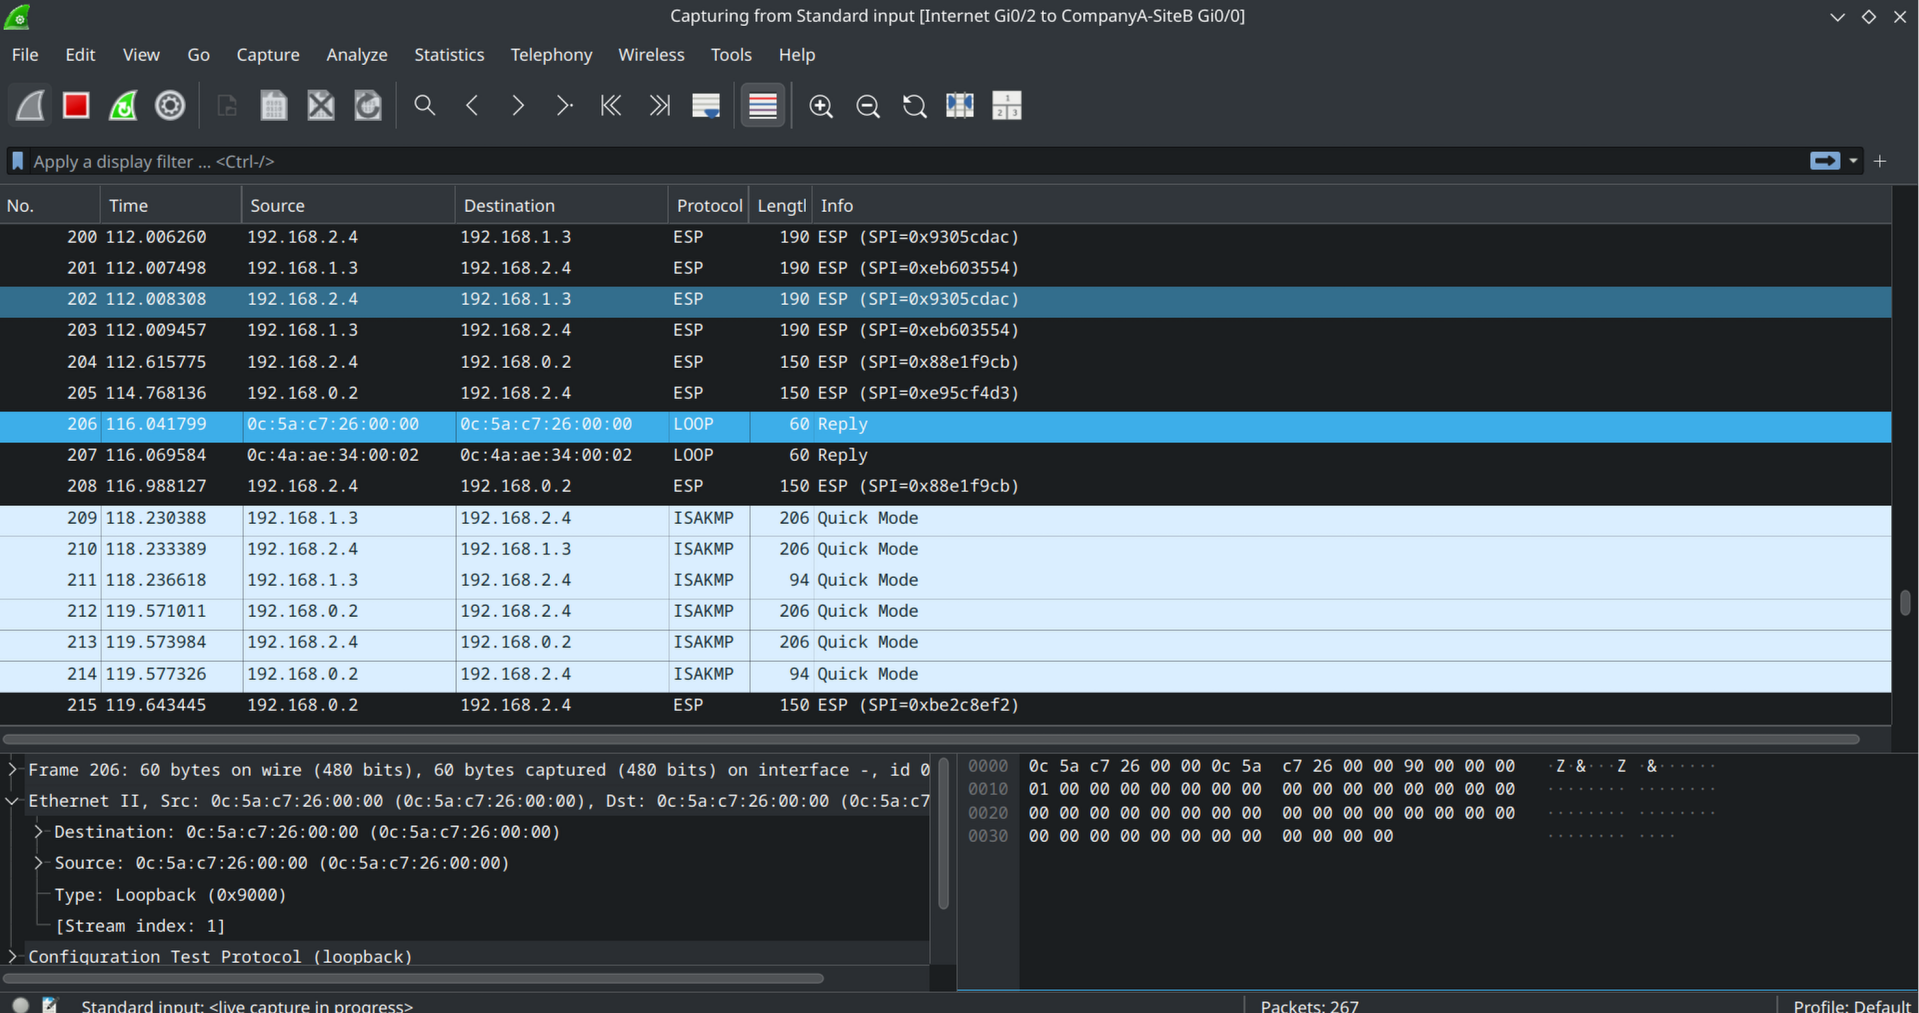 Capturing from Standard input [Internet Gi0/2 to CompanyA-SiteB Gi0/0]
File Edit View Go Capture Analyze Statistics Telephony Wireless Tools Help
1 2 3
Apply a display filter ... <Ctrl-/>
No. Time Source Destination Protocol Lengtl Info
200 112.006260 192.168.2.4 192.168.1.3 ESP 190 ESP (SPI=0x9305cdac)
201 112.007498 192.168.1.3 192.168.2.4 ESP 190 ESP (SPI=0xeb603554)
202 112.008308 192.168.2.4 192.168.1.3 ESP 190 ESP (SPI=0x9305cdac)
203 112.009457 192.168.1.3 192.168.2.4 ESP 190 ESP (SPI=0xeb603554)
204 112.615775 192.168.2.4 192.168.0.2 ESP 150 ESP (SPI=0x88e1f9cb)
205 114.768136 192.168.0.2 192.168.2.4 ESP 150 ESP (SPI=0xe95cf4d3)
206 116.041799 0c:5a:c7:26:00:00 0c:5a:c7:26:00:00 LOOP 60 Reply
207 116.069584 0c:4a:ae:34:00:02 0c:4a:ae:34:00:02 LOOP 60 Reply
208 116.988127 192.168.2.4 192.168.0.2 ESP 150 ESP (SPI=0x88e1f9cb)
209 118.230388 192.168.1.3 192.168.2.4 ISAKMP 206 Quick Mode
210 118.233389 192.168.2.4 192.168.1.3 ISAKMP 206 Quick Mode
211 118.236618 192.168.1.3 192.168.2.4 ISAKMP 94 Quick Mode
212 119.571011 192.168.0.2 192.168.2.4 ISAKMP 206 Quick Mode
213 119.573984 192.168.2.4 192.168.0.2 ISAKMP 206 Quick Mode
214 119.577326 192.168.0.2 192.168.2.4 ISAKMP 94 Quick Mode
215 119.643445 192.168.0.2 192.168.2.4 ESP 150 ESP (SPI=0xbe2c8ef2)
Frame 206: 60 bytes on wire (480 bits), 60 bytes captured (480 bits) on interface -, id 0
Ethernet II, Src: 0c:5a:c7:26:00:00 (0c:5a:c7:26:00:00), Dst: 0c:5a:c7:26:00:00 (0c:5a:c7
Destination: 0c:5a:c7:26:00:00 (0c:5a:c7:26:00:00)
Source: 0c:5a:c7:26:00:00 (0c:5a:c7:26:00:00)
Type: Loopback (0x9000)
[Stream index: 1]
Configuration Test Protocol (loopback)
0000 0c 5a c7 26 00 00 0c 5a c7 26 00 00 90 00 00 00 ·Z·&···Z ·&······
0010 01 00 00 00 00 00 00 00 00 00 00 00 00 00 00 00 ········ ········
0020 00 00 00 00 00 00 00 00 00 00 00 00 00 00 00 00 ········ ········
0030 00 00 00 00 00 00 00 00 00 00 00 00 ········ ····
Standard input: <live capture in progress> Packets: 267 Profile: Default